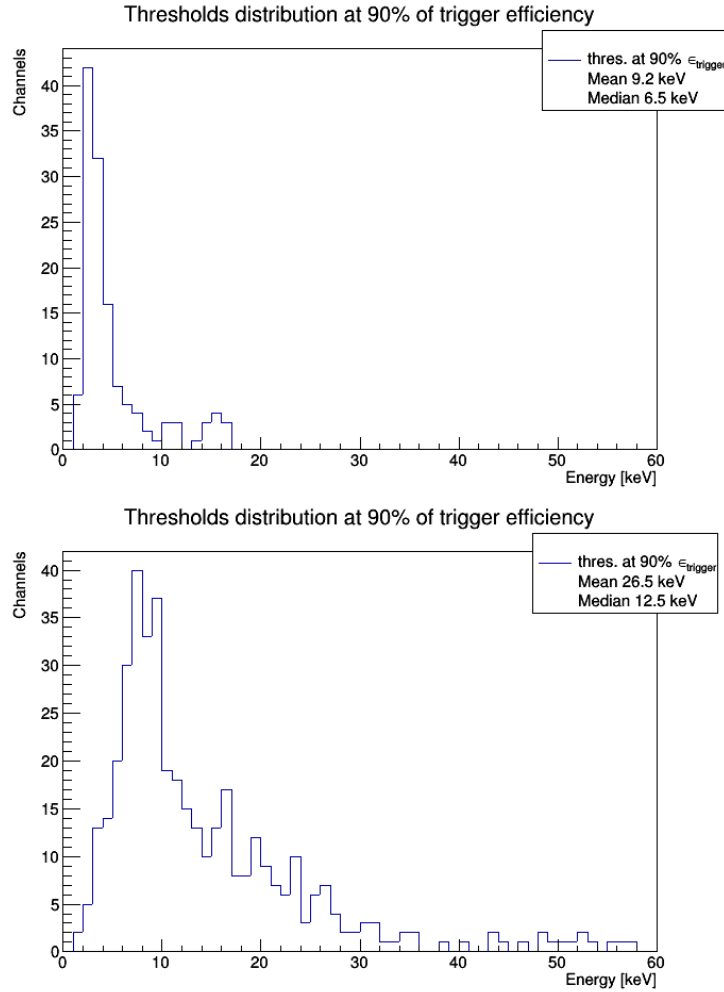 Thresholds distribution at 90% of trigger efficiency
Channels
thres. at 90% ∈trigger
Mean 9.2 keV
Median 6.5 keV
40
35
30
25
20
15
10
5
0
0 10 20 30 40 50 60
Energy [keV]
Thresholds distribution at 90% of trigger efficiency
Channels
thres. at 90% ∈trigger
Mean 26.5 keV
Median 12.5 keV
40
35
30
25
20
15
10
5
0
0 10 20 30 40 50 60
Energy [keV]